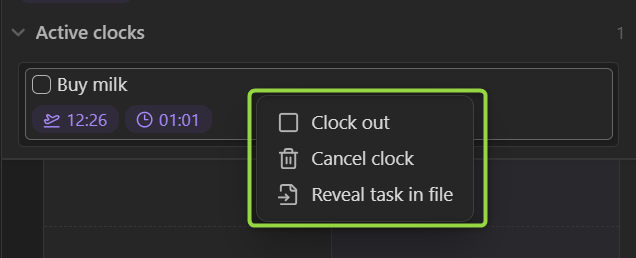 Active clocks
1
Buy milk
12:26
01:01
Clock out
Cancel clock
Reveal task in file